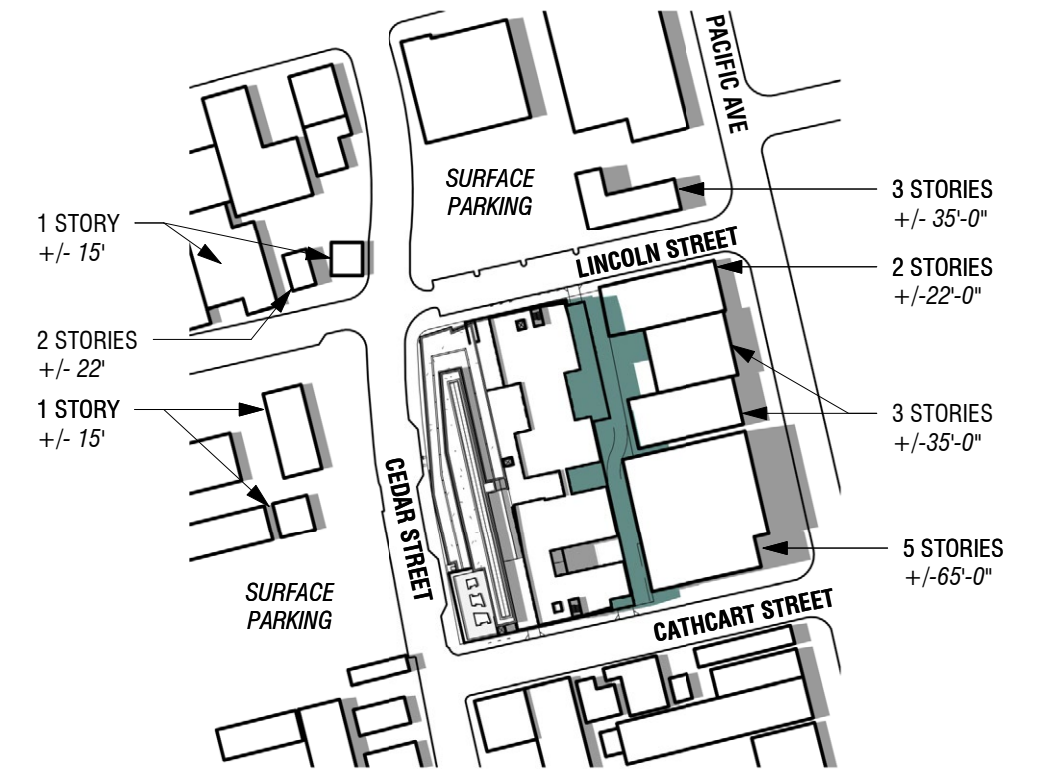 PACIFIC AVE
SURFACE
PARKING
3 STORIES
+/- 35'-0"
1 STORY
+/- 15'
LINCOLN STREET
2 STORIES
+/-22'-0"
2 STORIES
+/- 22'
1 STORY
+/- 15'
3 STORIES
+/-35'-0"
CEDAR STREET
5 STORIES
+/-65'-0"
SURFACE
PARKING
CATHCART STREET